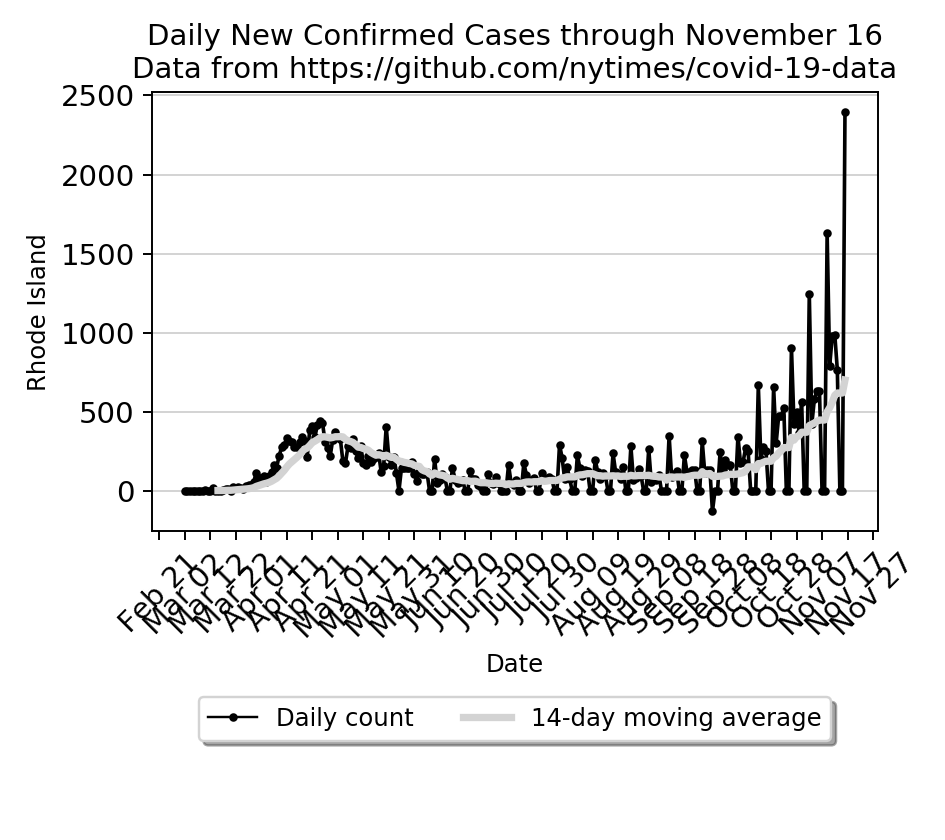 Daily New Confirmed Cases through November 16
Data from https://github.com/nytimes/covid-19-data
2500
2000
1500
1000
500
0
Rhode Island
Feb 21
Mar 02
Mar 12
Mar 22
Apr 01
Apr 11
Apr 21
May 01
May 11
May 21
May 31
Jun 10
Jun 20
Jun 30
Jul 10
Jul 20
Jul 30
Aug 09
Aug 19
Aug 29
Sep 08
Sep 18
Sep 28
Oct 08
Oct 18
Oct 28
Nov 07
Nov 17
Nov 27
Date
Daily count
14-day moving average